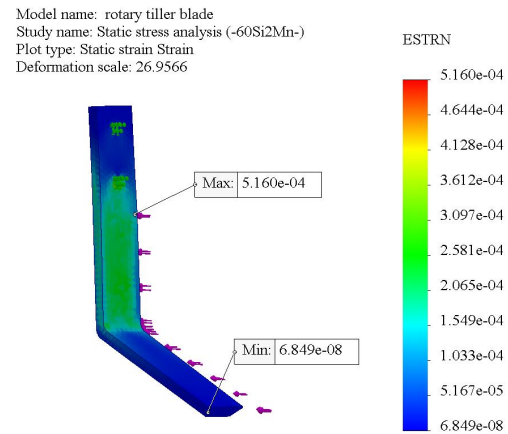 Model name: rotary tiller blade
Study name: Static stress analysis (-60Si2Mn-)
Plot type: Static strain Strain
Deformation scale: 26.9566
ESTRN
5.160e-04
4.644e-04
4.128e-04
3.612e-04
3.097e-04
2.581e-04
2.065e-04
1.549e-04
1.033e-04
5.167e-05
6.849e-08
Max: 5.160e-04
Min: 6.849e-08